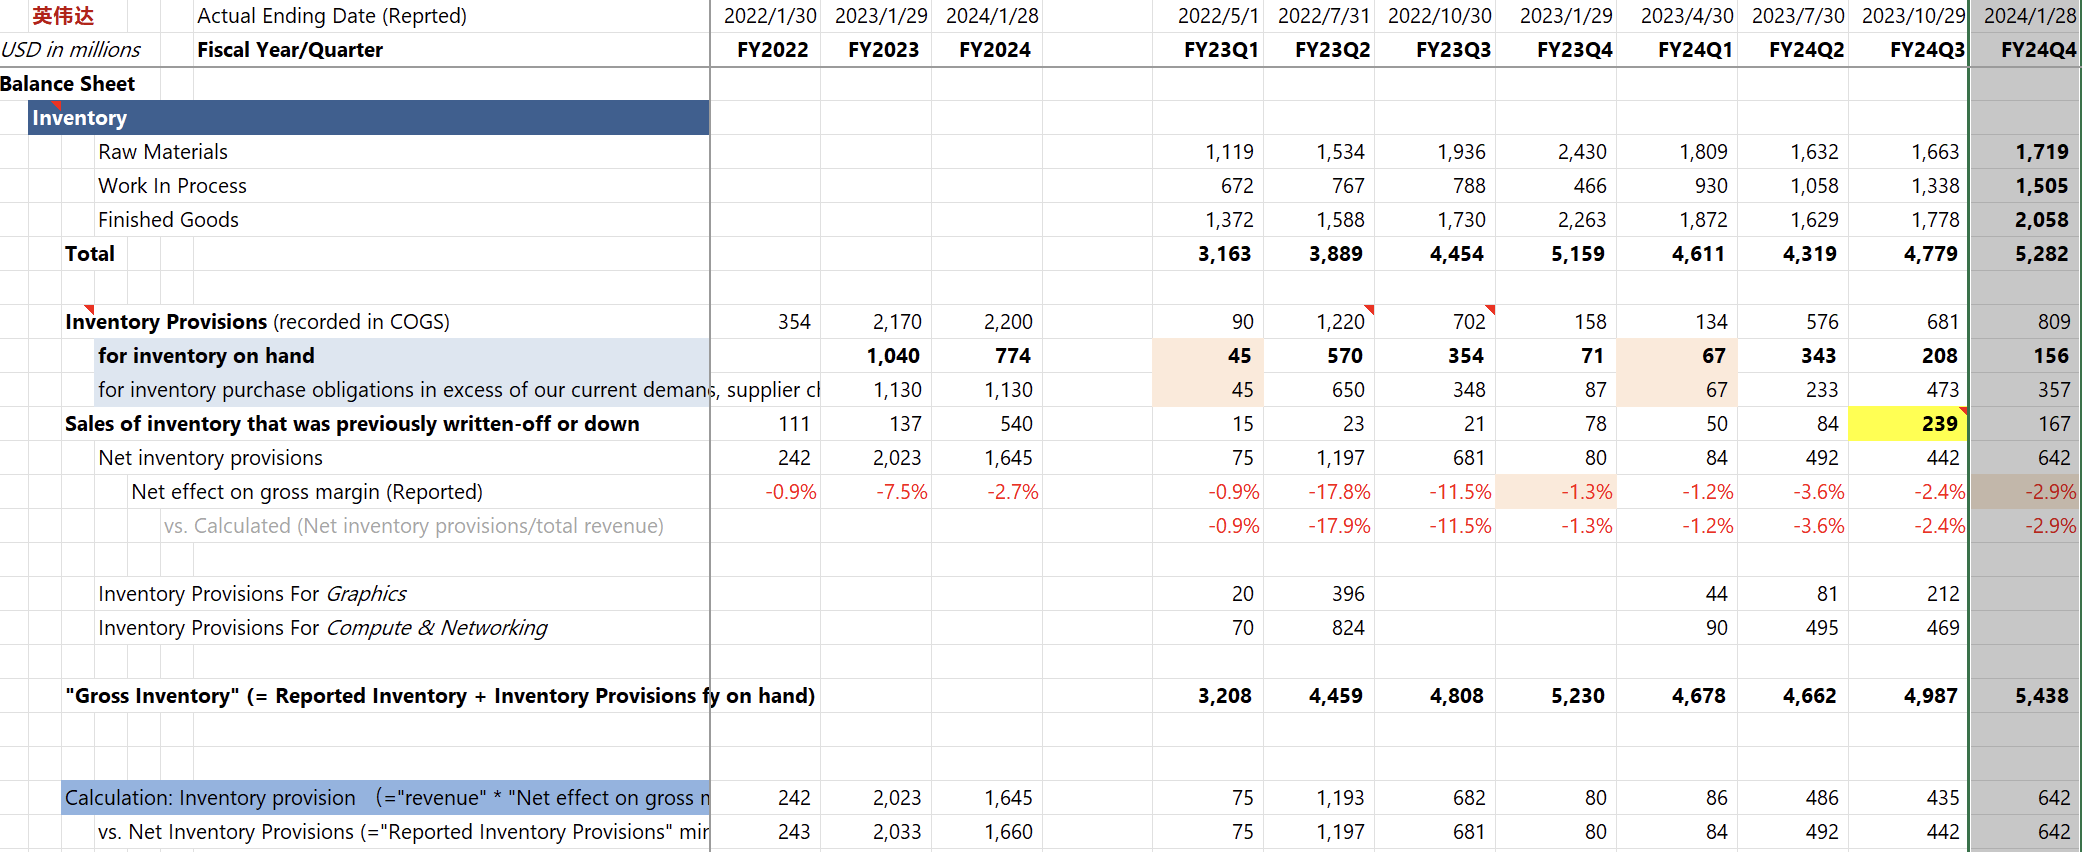 英伟达 Actual Ending Date (Reprted) 2022/1/30 2023/1/29 2024/1/28 2022/5/1 2022/7/31 2022/10/30 2023/1/29 2023/4/30 2023/7/30 2023/10/29 2024/1/28
USD in millions Fiscal Year/Quarter FY2022 FY2023 FY2024 FY23Q1 FY23Q2 FY23Q3 FY23Q4 FY24Q1 FY24Q2 FY24Q3 FY24Q4
Balance Sheet
Inventory
Raw Materials 1,119 1,534 1,936 2,430 1,809 1,632 1,663 1,719
Work In Process 672 767 788 466 930 1,058 1,338 1,505
Finished Goods 1,372 1,588 1,730 2,263 1,872 1,629 1,778 2,058
Total 3,163 3,889 4,454 5,159 4,611 4,319 4,779 5,282
Inventory Provisions (recorded in COGS) 354 2,170 2,200 90 1,220 702 158 134 576 681 809
for inventory on hand 1,040 774 45 570 354 71 67 343 208 156
for inventory purchase obligations in excess of our current demans, supplier ch 1,130 1,130 45 650 348 87 67 233 473 357
Sales of inventory that was previously written-off or down 111 137 540 15 23 21 78 50 84 239 167
Net inventory provisions 242 2,023 1,645 75 1,197 681 80 84 492 442 642
Net effect on gross margin (Reported) -0.9% -7.5% -2.7% -0.9% -17.8% -11.5% -1.3% -1.2% -3.6% -2.4% -2.9%
vs. Calculated (Net inventory provisions/total revenue) -0.9% -17.9% -11.5% -1.3% -1.2% -3.6% -2.4% -2.9%
Inventory Provisions For Graphics 20 396 44 81 212
Inventory Provisions For Compute & Networking 70 824 90 495 469
"Gross Inventory" (= Reported Inventory + Inventory Provisions fy on hand) 3,208 4,459 4,808 5,230 4,678 4,662 4,987 5,438
Calculation: Inventory provision （="revenue" * "Net effect on gross m 242 2,023 1,645 75 1,193 682 80 86 486 435 642
vs. Net Inventory Provisions (="Reported Inventory Provisions" mir 243 2,033 1,660 75 1,197 681 80 84 492 442 642